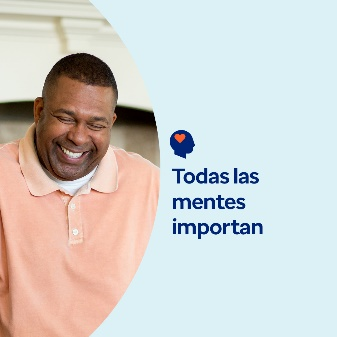 Todas las
mentes
importan